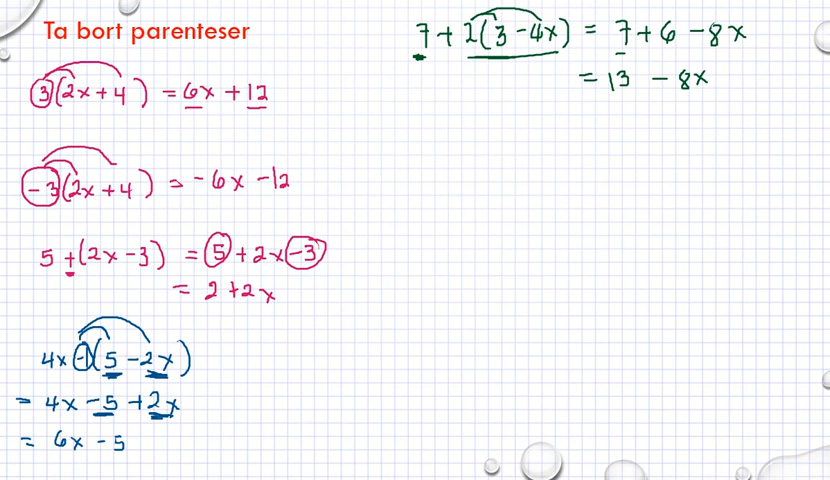 Ta bort parenteser
3(2x+4) = 6x + 12
-3(2x+4) = -6x -12
5 +(2x-3) = 5 +2x -3
= 2 +2x
4x -1(5 -2x)
= 4x -5 +2x
= 6x - 5
7 + 2(3 - 4x) = 7 + 6 - 8x
= 13 - 8x